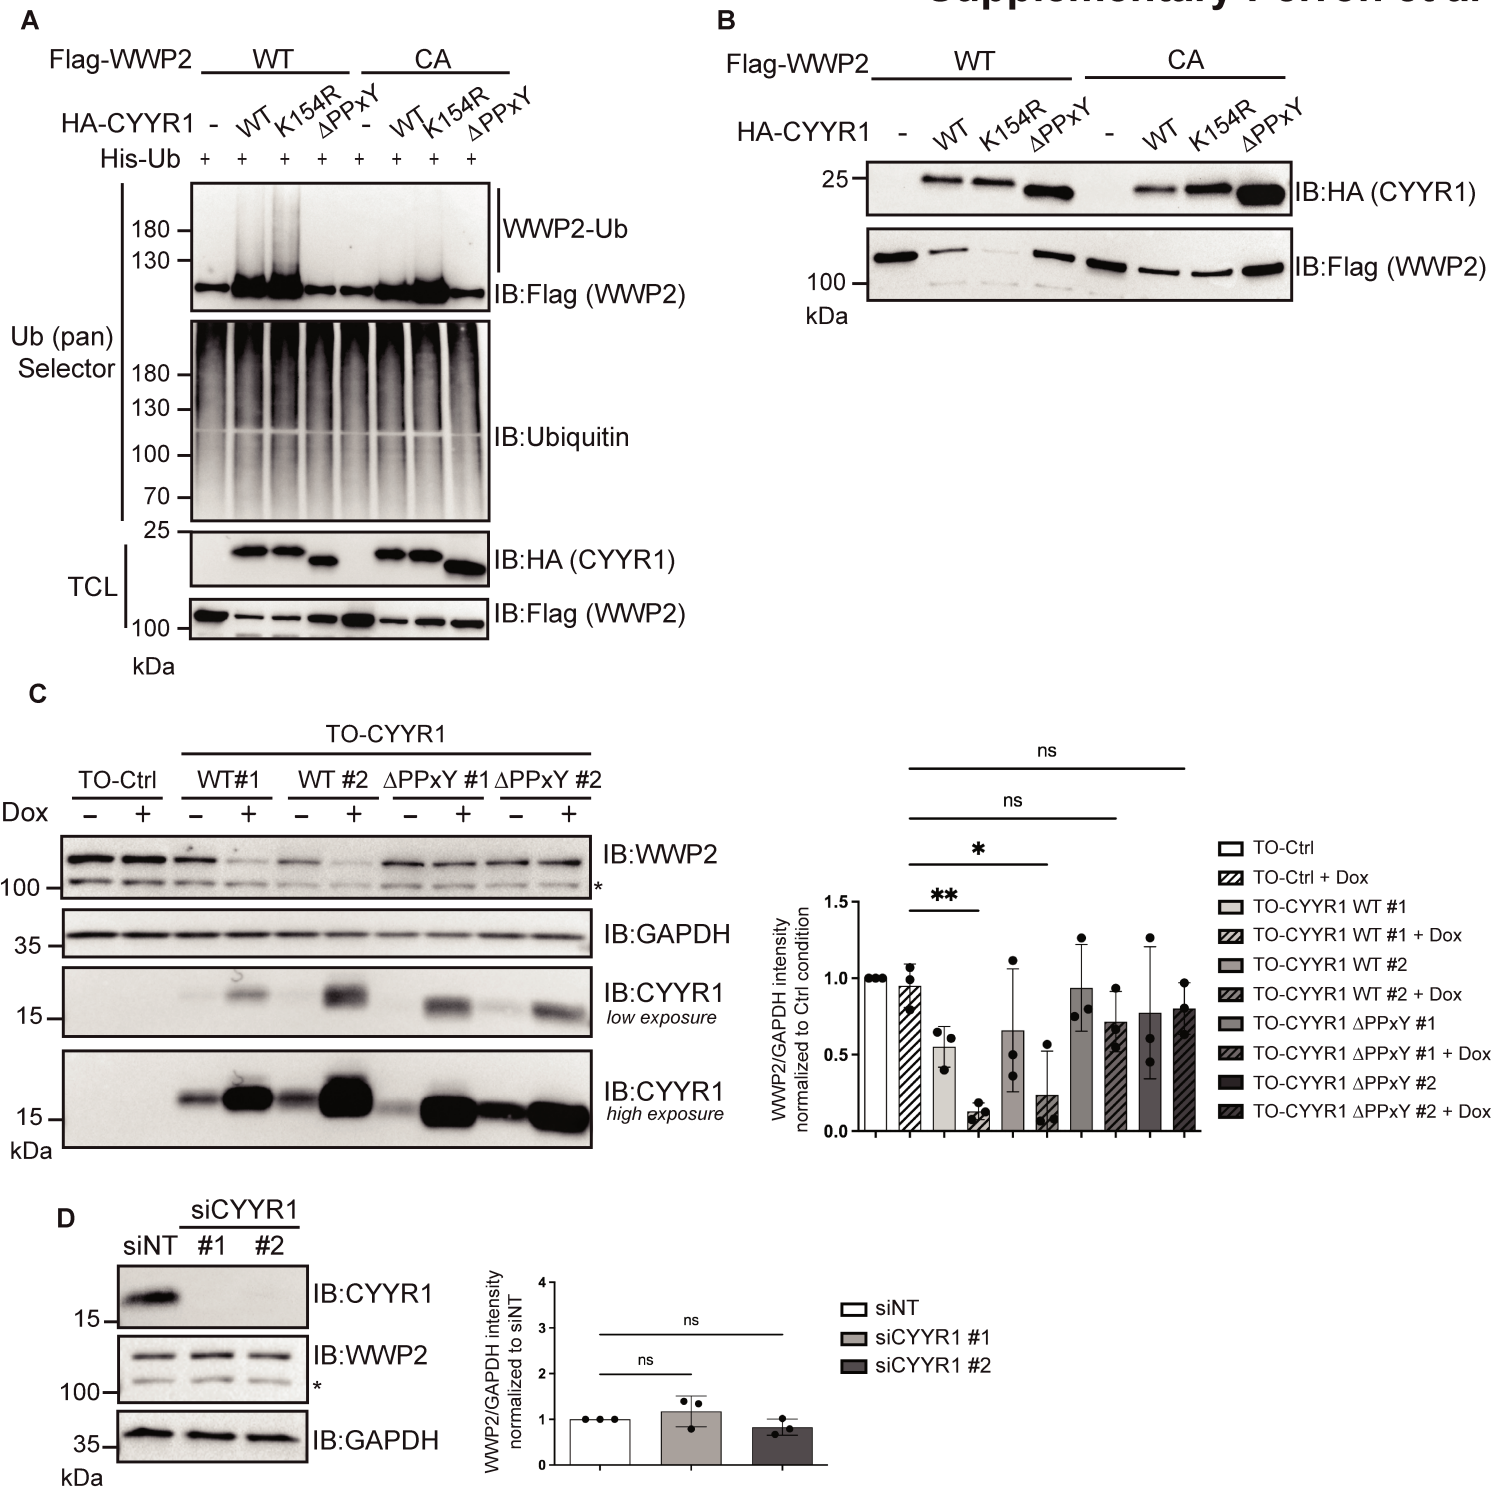 A
Flag-WWP2 WT CA
HA-CYYR1 - WT K154R ΔPPxY - WT K154R ΔPPxY
His-Ub + + + + + + + +
180
130
WWP2-Ub
IB:Flag (WWP2)
Ub (pan)
Selector
180
130
100
70
IB:Ubiquitin
TCL
25
IB:HA (CYYR1)
100
IB:Flag (WWP2)
kDa
B
Flag-WWP2 WT CA
HA-CYYR1 - WT K154R ΔPPxY - WT K154R ΔPPxY
25
IB:HA (CYYR1)
100
IB:Flag (WWP2)
kDa
C
TO-CYYR1
TO-Ctrl WT#1 WT #2 ΔPPxY #1 ΔPPxY #2
Dox – + – + – + – + – +
IB:WWP2
100 *
35
IB:GAPDH
IB:CYYR1
15 low exposure
IB:CYYR1
15 high exposure
kDa
ns
ns
*
**
WWP2/GAPDH intensity
normalized to Ctrl condition
1.5
1.0
0.5
0.0
TO-Ctrl
TO-Ctrl + Dox
TO-CYYR1 WT #1
TO-CYYR1 WT #1 + Dox
TO-CYYR1 WT #2
TO-CYYR1 WT #2 + Dox
TO-CYYR1 ΔPPxY #1
TO-CYYR1 ΔPPxY #1 + Dox
TO-CYYR1 ΔPPxY #2
TO-CYYR1 ΔPPxY #2 + Dox
D
siCYYR1
siNT #1 #2
IB:CYYR1
15
IB:WWP2
100 *
35
IB:GAPDH
kDa
WWP2/GAPDH intensity
normalized to siNT
4
3
2
1
0
ns
ns
siNT
siCYYR1 #1
siCYYR1 #2